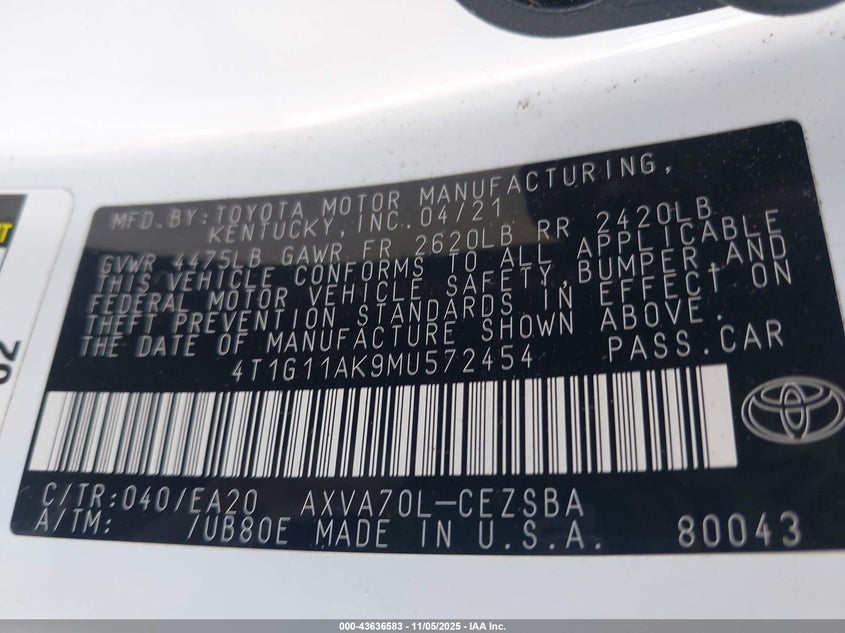 MFD.BY:TOYOTA MOTOR MANUFACTURING,
KENTUCKY,INC. 04/21
GVWR 4475LB GAWR FR 2620LB RR 2420LB
THIS VEHICLE CONFORMS TO ALL APPLICABLE
FEDERAL MOTOR VEHICLE SAFETY,BUMPER AND
THEFT PREVENTION STANDARDS IN EFFECT ON
THE DATE OF MANUFACTURE SHOWN ABOVE.
4T1G11AK9MU572454 PASS.CAR
C/TR:040/EA20 AXVA70L-CEZSBA
A/TM: /UB80E MADE IN U.S.A. 80043
000-43636583 - 11/05/2025 - IAA Inc.